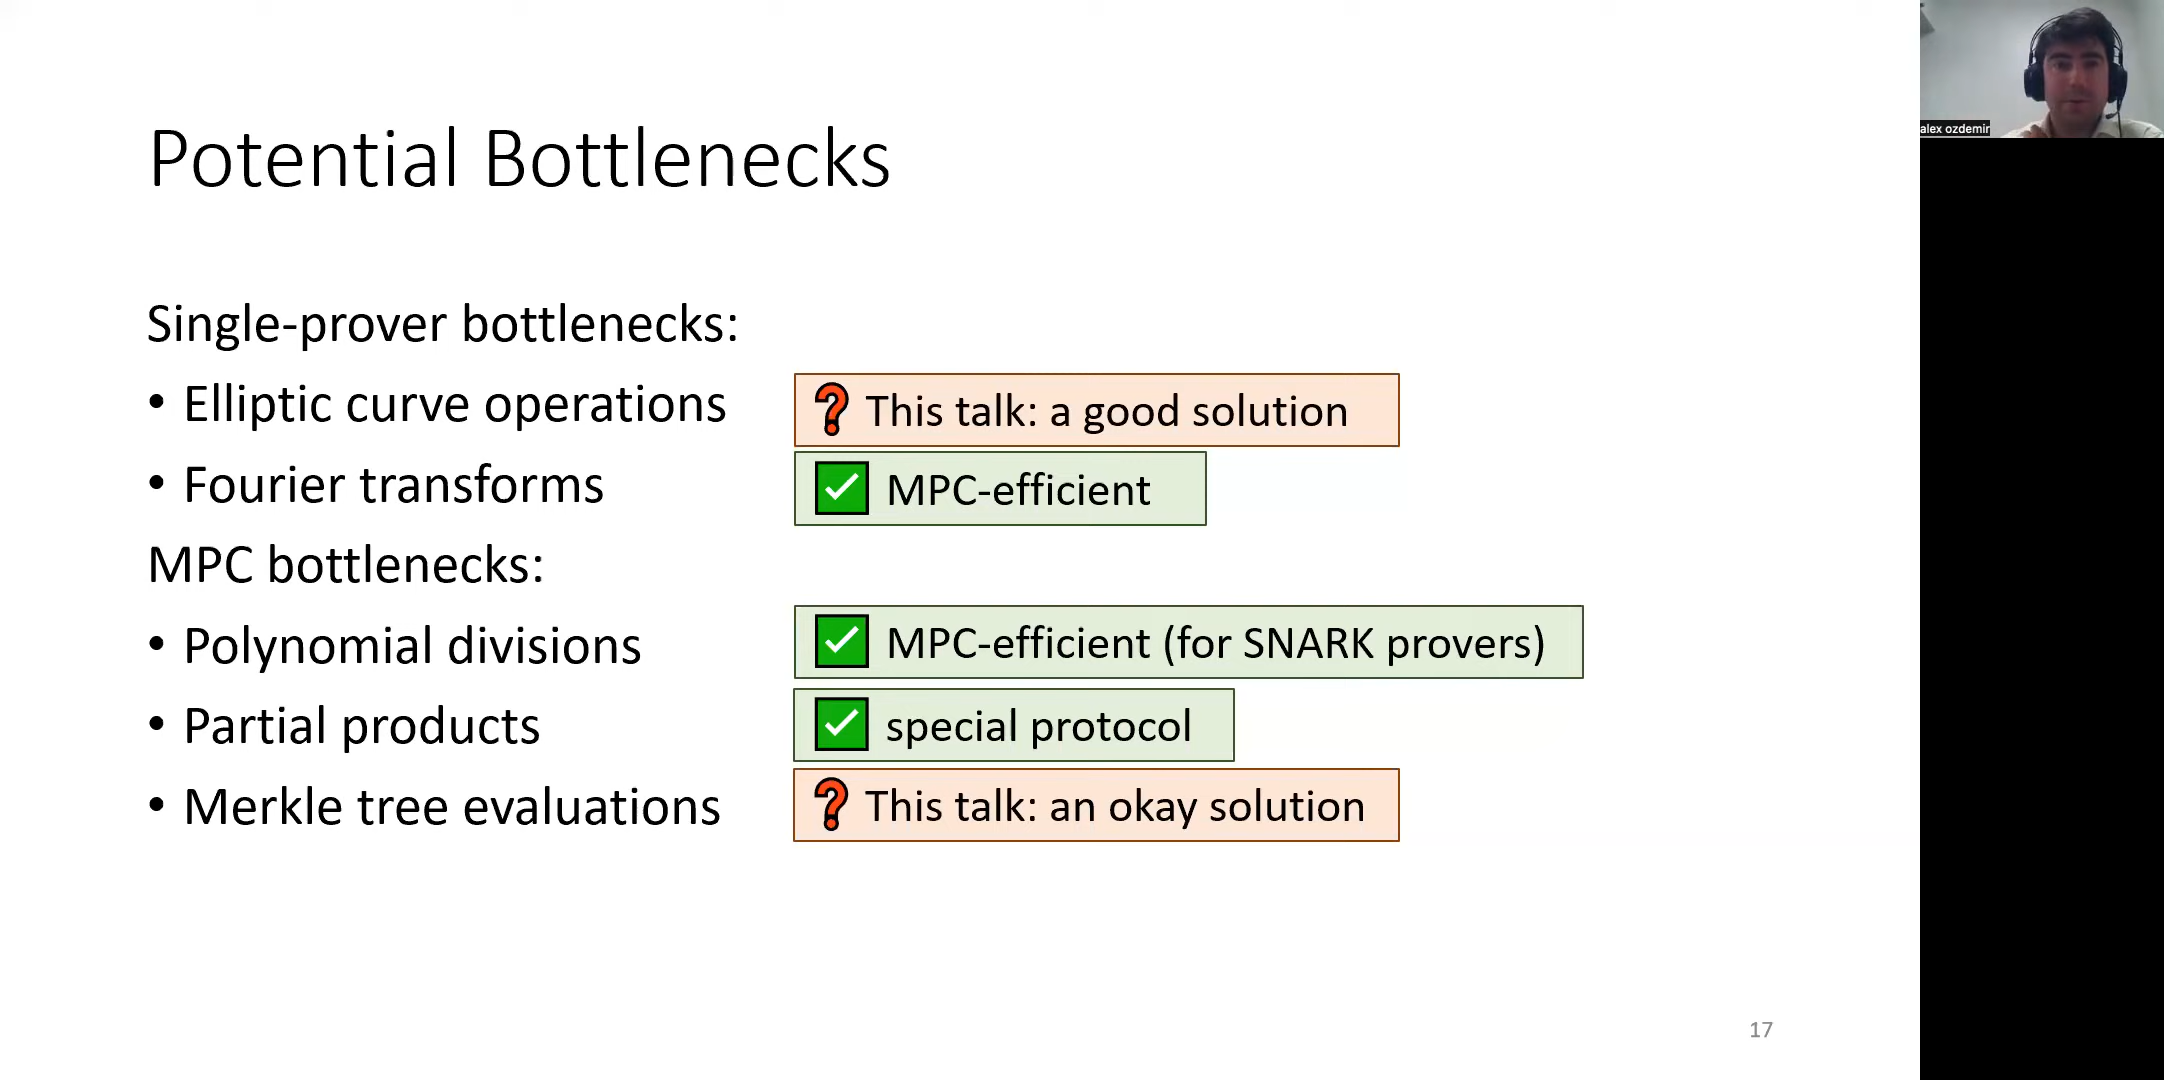 Potential Bottlenecks
Single-prover bottlenecks:
• Elliptic curve operations
This talk: a good solution
• Fourier transforms
MPC-efficient
MPC bottlenecks:
• Polynomial divisions
MPC-efficient (for SNARK provers)
• Partial products
special protocol
• Merkle tree evaluations
This talk: an okay solution
17
alex ozdemir